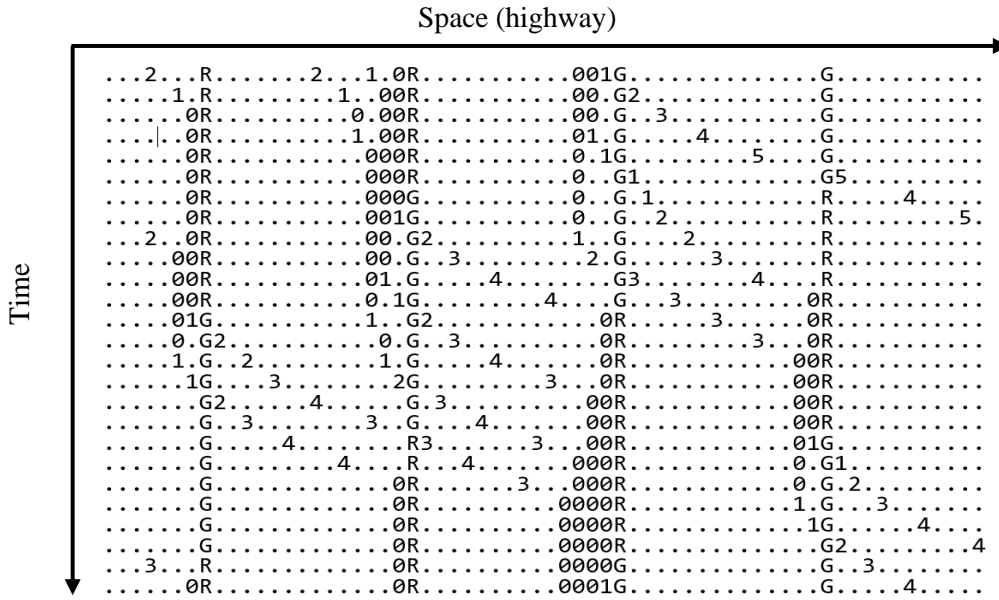 Space (highway)
Time
...2...R.......2...1.0R...........001G..............G...........
.....1.R.........1..00R...........00.G2.............G...........
......0R..........0.00R...........00.G..3...........G...........
......0R..........1.00R...........01.G.....4........G...........
......0R...........000R...........0.1G.........5....G...........
......0R...........000R...........0..G1.............G5..........
......0R...........000G...........0..G.1............R.....4.....
......0R...........001G...........0..G..2...........R.........5.
...2..0R...........00.G2..........1..G....2.........R...........
.....00R...........00.G..3.........2.G......3.......R...........
.....00R...........01.G.....4........G3........4....R...........
.....00R...........0.1G.........4....G...3.........0R...........
.....01G...........1..G2............0R......3......0R...........
.....0.G2...........0.G..3..........0R.........3...0R...........
.....1.G..2.........1.G.....4.......0R............00R...........
......1G....3........2G.........3...0R............00R...........
.......G2......4......G.3..........00R............00R...........
.......G..3........3..G....4.......00R............00R...........
.......G.....4........R3.......3...00R............01G...........
.......G.........4....R...4.......000R............0.G1..........
.......G.............0R.......3...000R............0.G.2.........
.......G.............0R..........0000R............1.G...3.......
.......G.............0R..........0000R.............1G......4....
.......G.............0R..........0000R..............G2.........4
...3...R.............0R..........0000G..............G..3........
......0R.............0R..........0001G..............G.....4.....